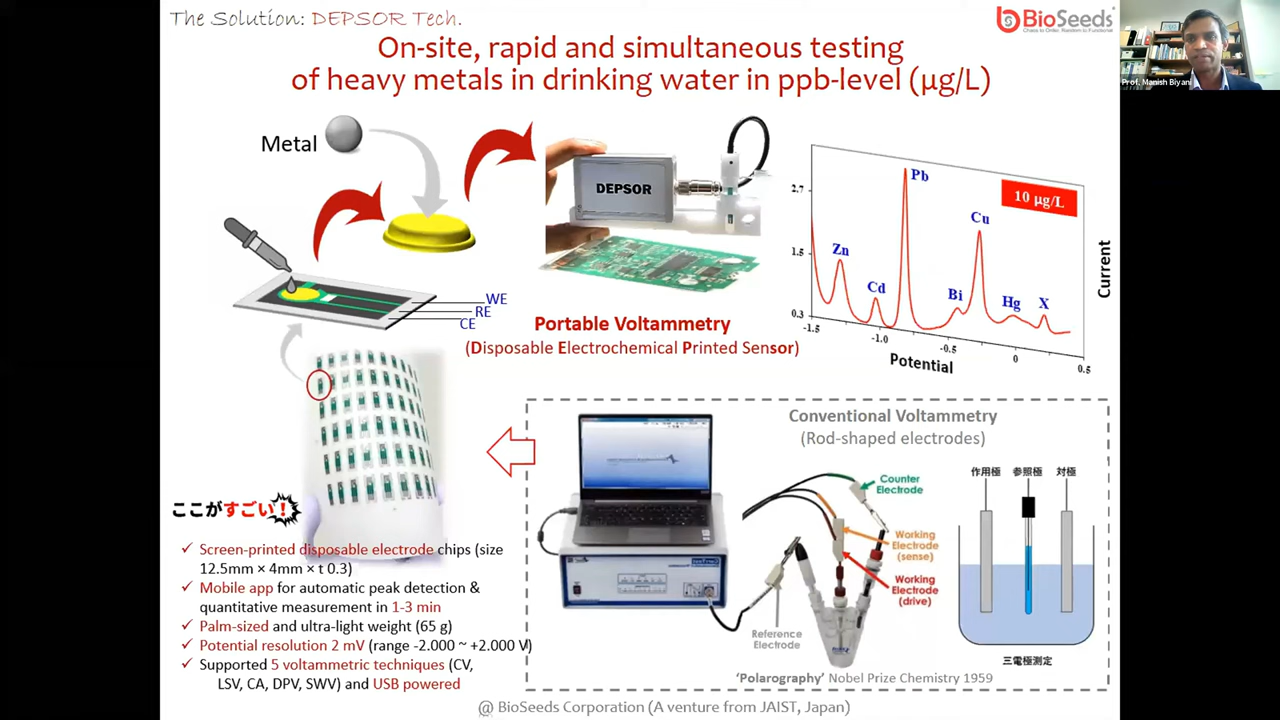 The Solution: DEPSOR Tech.
BioSeeds
Chaos to Order, Random to Functional
Prof. Manish Biyani
On-site, rapid and simultaneous testing
of heavy metals in drinking water in ppb-level (µg/L)
Metal
WE
RE
CE
DEPSOR
Portable Voltammetry
(Disposable Electrochemical Printed Sensor)
2.7
1.5
0.3
-1.5
-1.0
-0.5
0
0.5
Zn
Cd
Pb
Bi
Cu
Hg
X
10 µg/L
Potential
Current
ここがすごい!
✓ Screen-printed disposable electrode chips (size
12.5mm × 4mm × t 0.3)
✓ Mobile app for automatic peak detection &
quantitative measurement in 1-3 min
✓ Palm-sized and ultra-light weight (65 g)
✓ Potential resolution 2 mV (range -2.000 ~ +2.000 V)
✓ Supported 5 voltammetric techniques (CV,
LSV, CA, DPV, SWV) and USB powered
Conventional Voltammetry
(Rod-shaped electrodes)
Counter
Electrode
Working
Electrode
(sense)
Working
Electrode
(drive)
Reference
Electrode
作用極
参照極
対極
三電極測定
'Polarography' Nobel Prize Chemistry 1959
@ BioSeeds Corporation (A venture from JAIST, Japan)